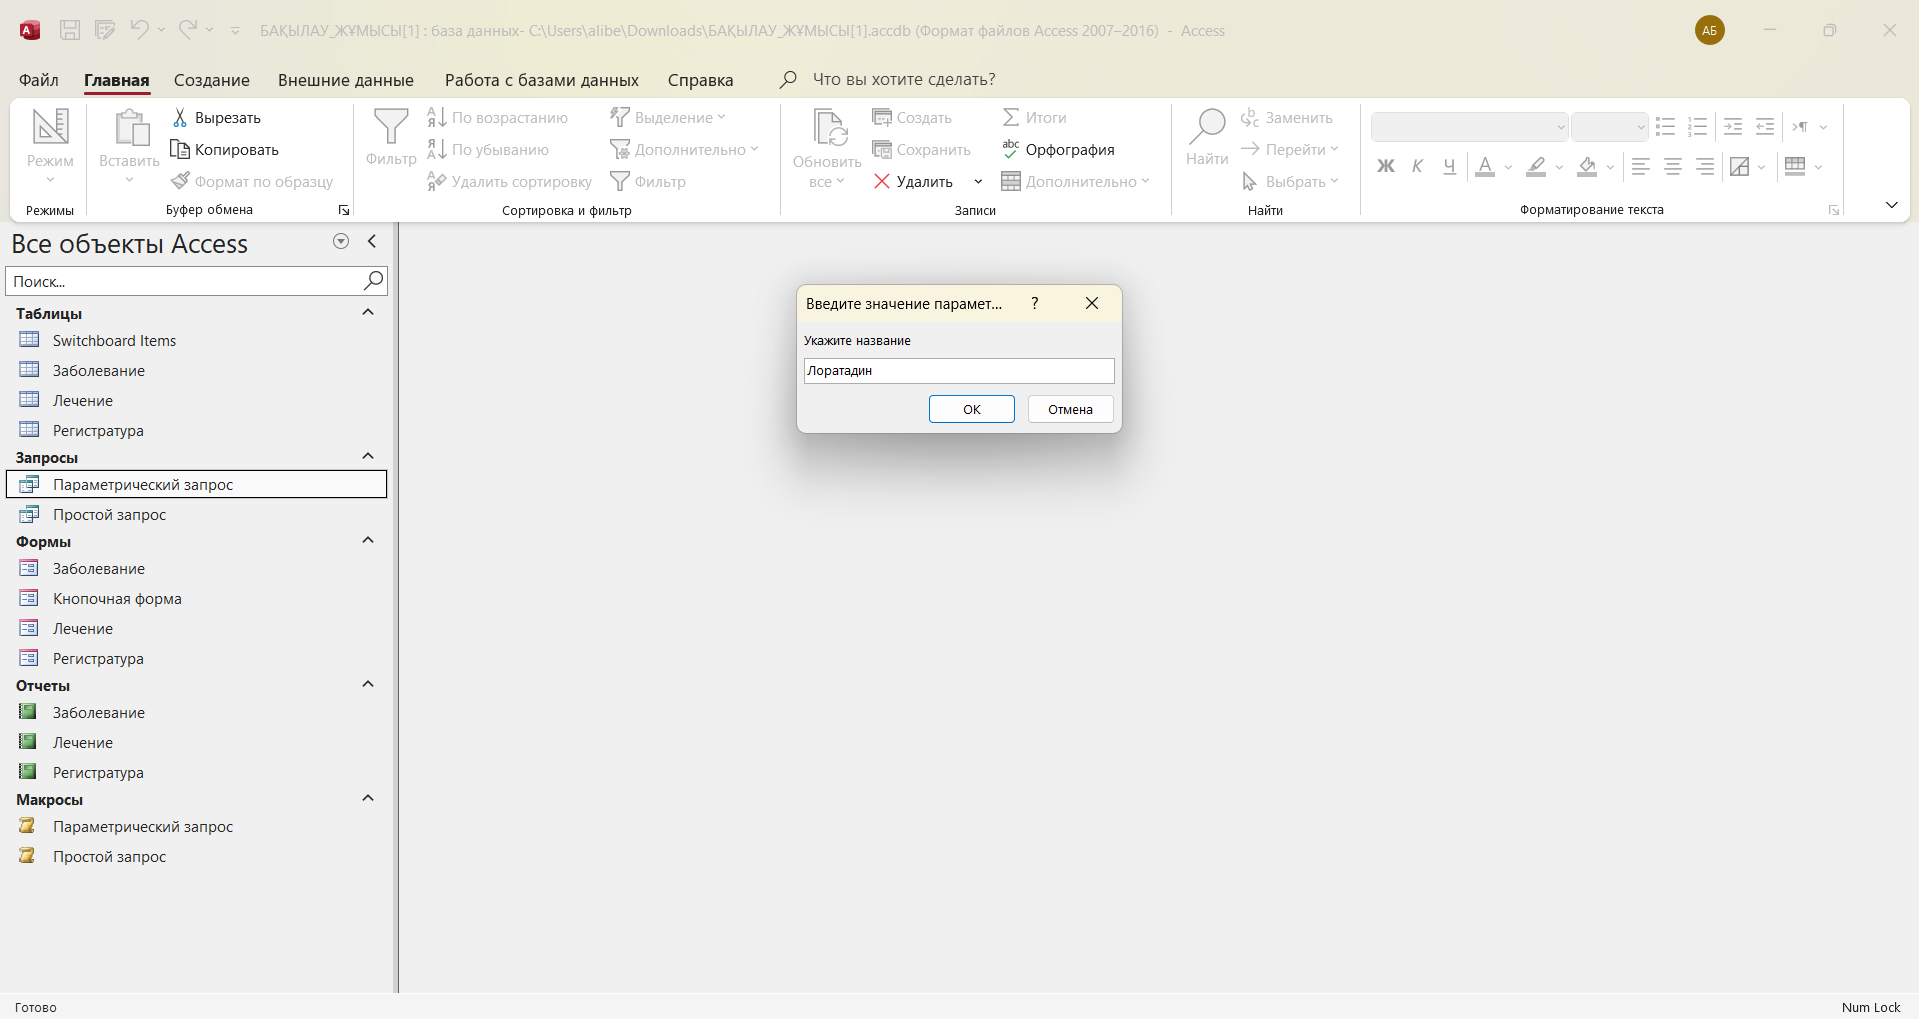 БАҚЫЛАУ_ЖҰМЫСЫ[1] : база данных- C:\Users\alibe\Downloads\БАҚЫЛАУ_ЖҰМЫСЫ[1].accdb (Формат файлов Access 2007–2016) - Access
АБ
Файл Главная Создание Внешние данные Работа с базами данных Справка Что вы хотите сделать?
Режим
Режимы
Вставить
Вырезать
Копировать
Формат по образцу
Буфер обмена
Фильтр
По возрастанию
По убыванию
Удалить сортировку
Выделение
Дополнительно
Фильтр
Сортировка и фильтр
Обновить
все
Создать
Сохранить
Удалить
Итоги
Орфография
Дополнительно
Записи
Найти
Заменить
Перейти
Выбрать
Найти
Ж К Ч А
Форматирование текста
Все объекты Access
Поиск...
Таблицы
Switchboard Items
Заболевание
Лечение
Регистратура
Запросы
Параметрический запрос
Простой запрос
Формы
Заболевание
Кнопочная форма
Лечение
Регистратура
Отчеты
Заболевание
Лечение
Регистратура
Макросы
Параметрический запрос
Простой запрос
Введите значение парамет... ?
Укажите название
Лоратадин
ОК Отмена
Готово
Num Lock